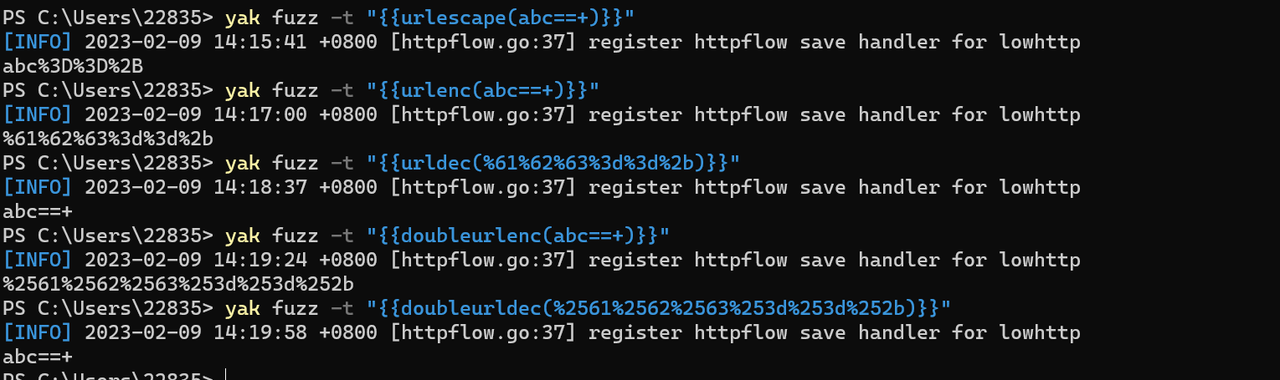 PS C:\Users\22835> yak fuzz -t "{{urlescape(abc==+)}}"
[INFO] 2023-02-09 14:15:41 +0800 [httpflow.go:37] register httpflow save handler for lowhttp
abc%3D%3D%2B
PS C:\Users\22835> yak fuzz -t "{{urlenc(abc==+)}}"
[INFO] 2023-02-09 14:17:00 +0800 [httpflow.go:37] register httpflow save handler for lowhttp
%61%62%63%3d%3d%2b
PS C:\Users\22835> yak fuzz -t "{{urldec(%61%62%63%3d%3d%2b)}}"
[INFO] 2023-02-09 14:18:37 +0800 [httpflow.go:37] register httpflow save handler for lowhttp
abc==+
PS C:\Users\22835> yak fuzz -t "{{doubleurlenc(abc==+)}}"
[INFO] 2023-02-09 14:19:24 +0800 [httpflow.go:37] register httpflow save handler for lowhttp
%2561%2562%2563%253d%253d%252b
PS C:\Users\22835> yak fuzz -t "{{doubleurldec(%2561%2562%2563%253d%253d%252b)}}"
[INFO] 2023-02-09 14:19:58 +0800 [httpflow.go:37] register httpflow save handler for lowhttp
abc==+
PS C:\Users\22835>